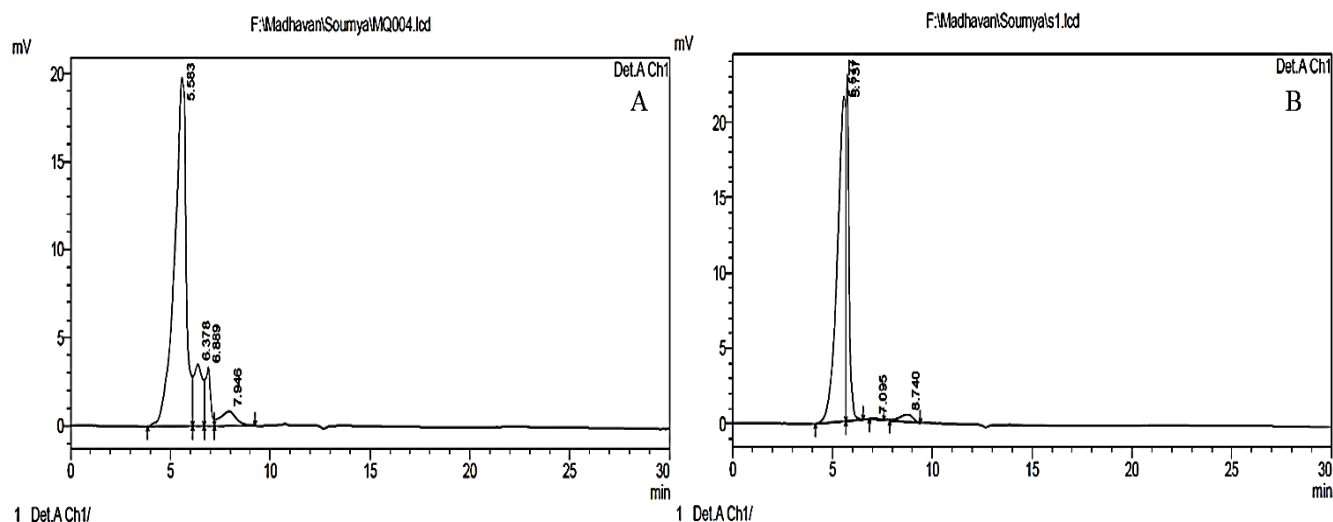 F:\Madhavan\Soumya\MQ004.lcd
mV
Det.A Ch1
A
5.583
6.378
6.889
7.946
20
15
10
5
0
0 5 10 15 20 25 30
min
1 Det.A Ch1/
F:\Madhavan\Soumya\s1.lcd
mV
Det.A Ch1
B
5.737
7.095
8.740
20
15
10
5
0
0 5 10 15 20 25 30
min
1 Det.A Ch1/